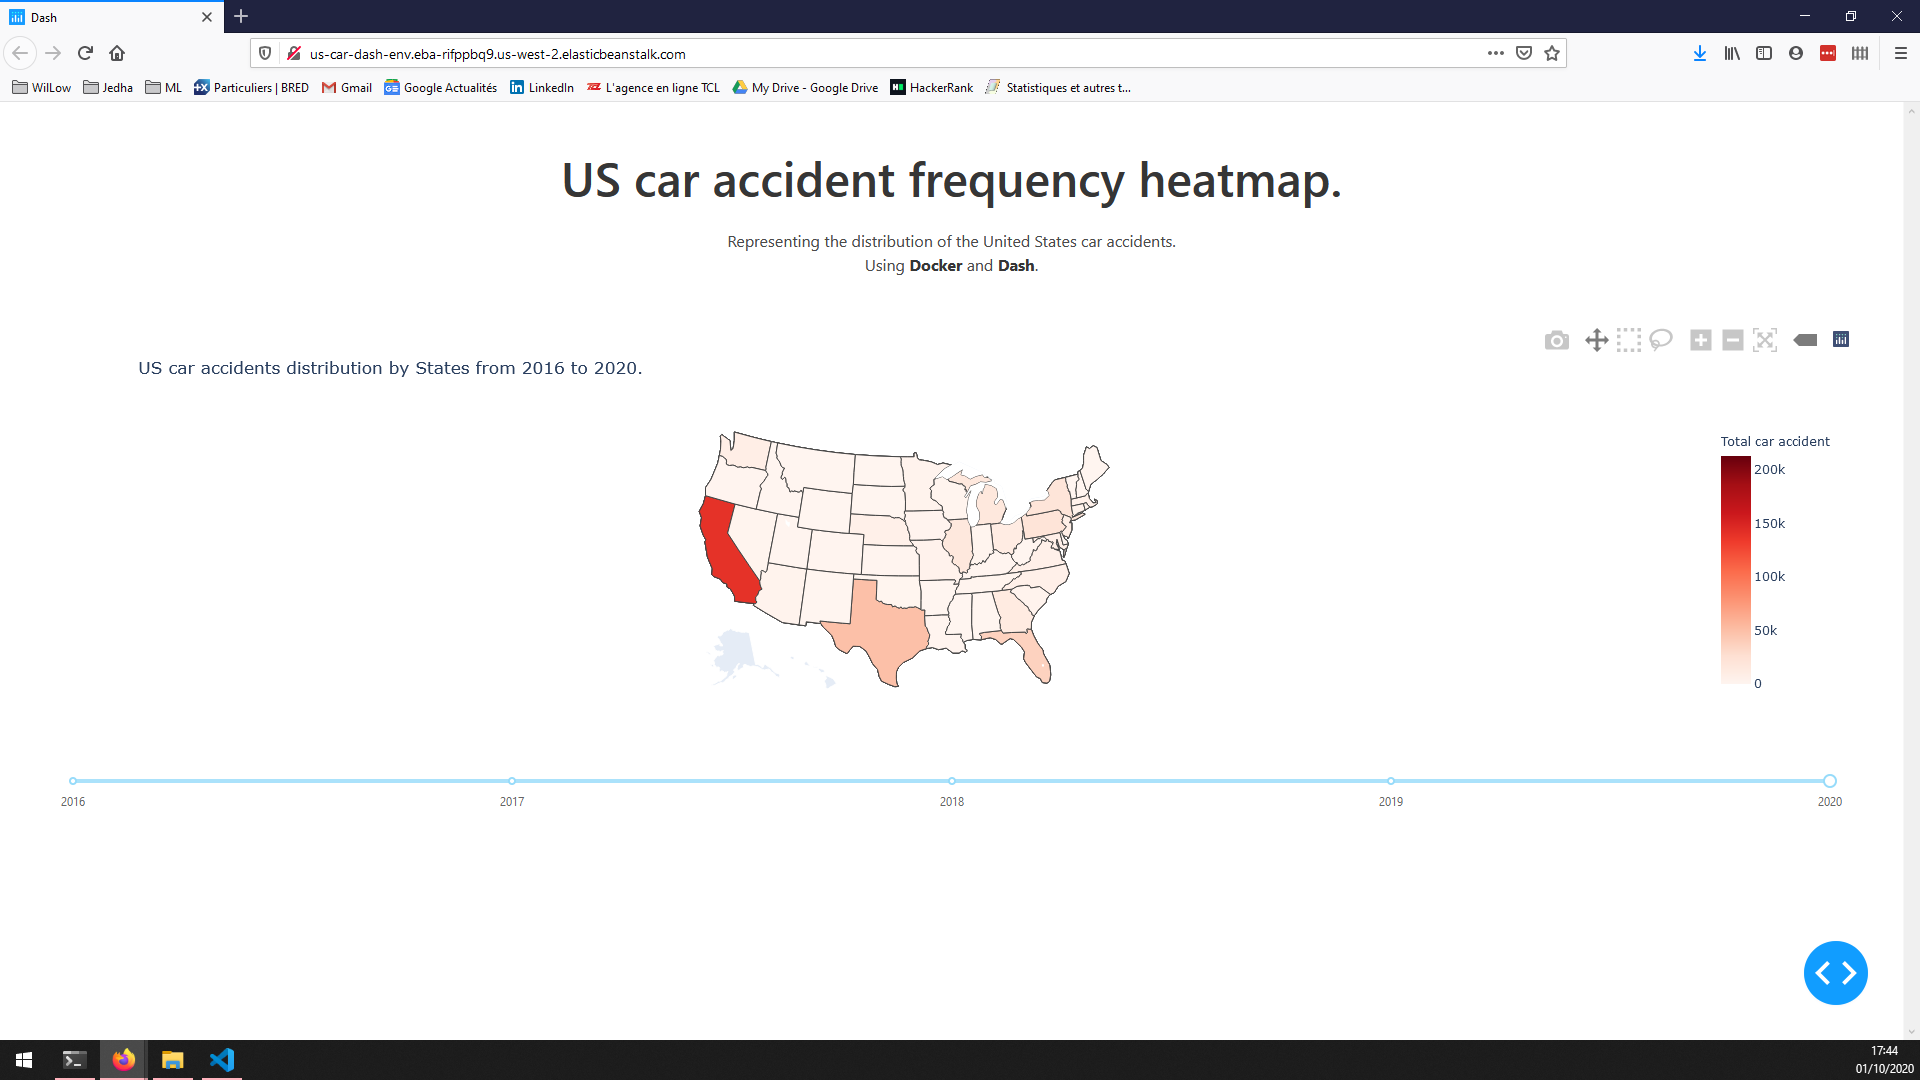 Dash
us-car-dash-env.eba-rifppbq9.us-west-2.elasticbeanstalk.com
WilLow Jedha ML Particuliers | BRED Gmail Google Actualités LinkedIn L'agence en ligne TCL My Drive - Google Drive HackerRank Statistiques et autres t...
US car accident frequency heatmap.
Representing the distribution of the United States car accidents.
Using Docker and Dash.
US car accidents distribution by States from 2016 to 2020.
Total car accident
200k
150k
100k
50k
0
2016 2017 2018 2019 2020
17:44
01/10/2020